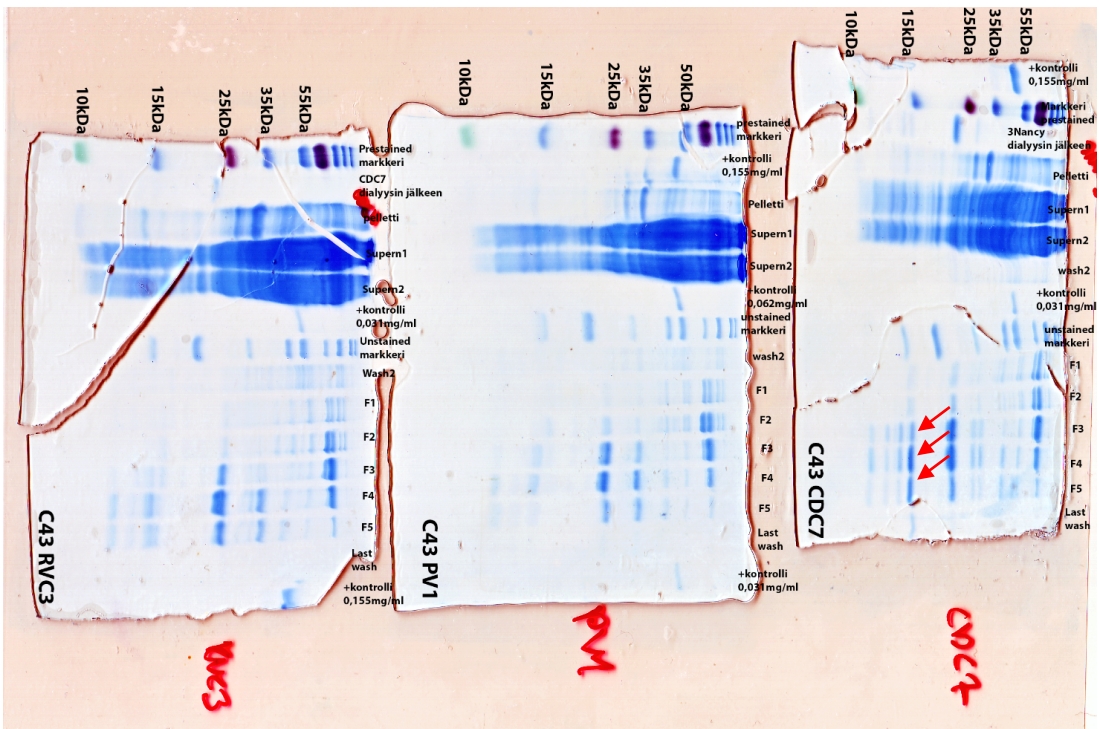 10kDa
15kDa
25kDa
35kDa
55kDa
Prestained
markkeri
CDC7
dialyysin jälkeen
pelletti
Supern1
Supern2
+kontrolli
0,031mg/ml
Unstained
markkeri
Wash2
F1
F2
F3
F4
F5
Last
wash
+kontrolli
0,155mg/ml
C43 RVC3
RVC3
10kDa
15kDa
25kDa
35kDa
50kDa
prestained
markkeri
+kontrolli
0,155mg/ml
Pelletti
Supern1
Supern2
+kontrolli
0,062mg/ml
unstained
markkeri
wash2
F1
F2
F3
F4
F5
Last
wash
+kontrolli
0,031mg/ml
C43 PV1
PV1
10kDa
15kDa
25kDa
35kDa
55kDa
+kontrolli
0,155mg/ml
Markkeri
prestained
3Nancy
dialyysin jälkeen
Pelletti
Supern1
Supern2
wash2
+kontrolli
0,031mg/ml
unstained
markkeri
F1
F2
F3
F4
F5
Last
wash
C43 CDC7
CDC7